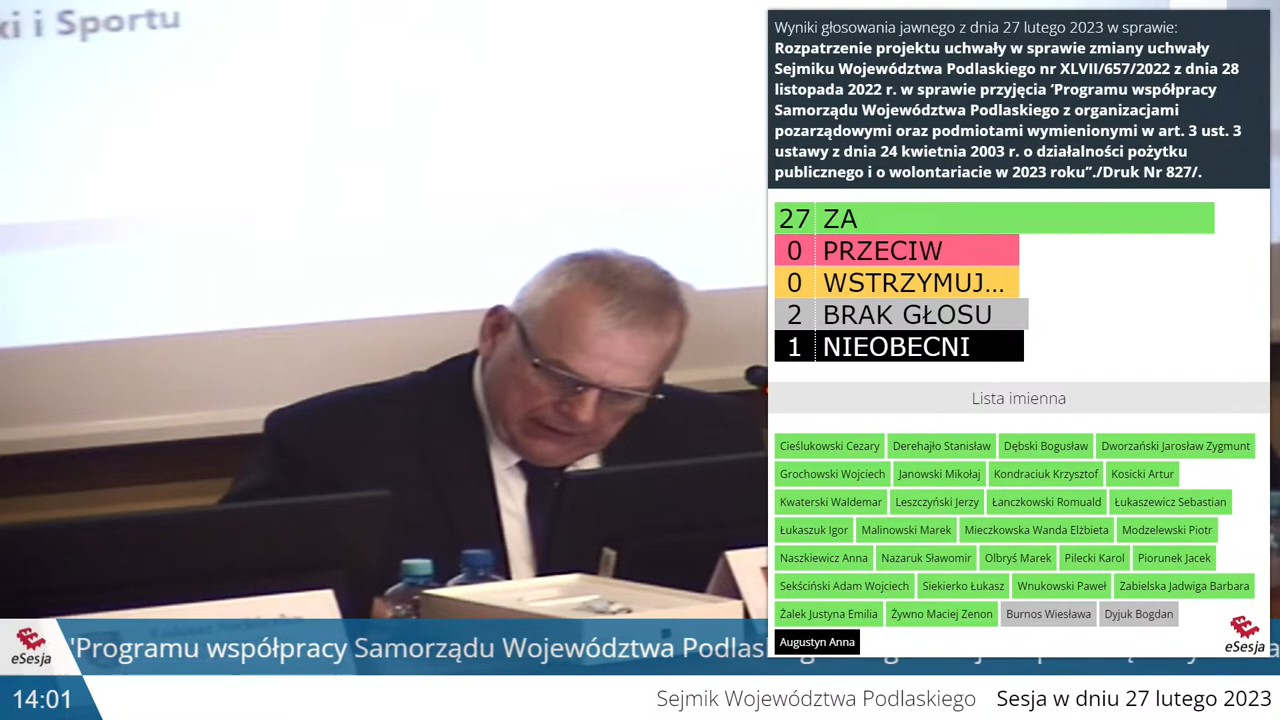 ki i Sportu
Wyniki głosowania jawnego z dnia 27 lutego 2023 w sprawie:
Rozpatrzenie projektu uchwały w sprawie zmiany uchwały
Sejmiku Województwa Podlaskiego nr XLVII/657/2022 z dnia 28
listopada 2022 r. w sprawie przyjęcia ‘Programu współpracy
Samorządu Województwa Podlaskiego z organizacjami
pozarządowymi oraz podmiotami wymienionymi w art. 3 ust. 3
ustawy z dnia 24 kwietnia 2003 r. o działalności pożytku
publicznego i o wolontariacie w 2023 roku”./Druk Nr 827/.
27 ZA
0 PRZECIW
0 WSTRZYMUJ...
2 BRAK GŁOSU
1 NIEOBECNI
Lista imienna
Cieślukowski Cezary Derehajło Stanisław Dębski Bogusław Dworzański Jarosław Zygmunt
Grochowski Wojciech Janowski Mikołaj Kondraciuk Krzysztof Kosicki Artur
Kwaterski Waldemar Leszczyński Jerzy Łanczkowski Romuald Łukaszewicz Sebastian
Łukaszuk Igor Malinowski Marek Mieczkowska Wanda Elżbieta Modzelewski Piotr
Naszkiewicz Anna Nazaruk Sławomir Olbryś Marek Pilecki Karol Piorunek Jacek
Sekściński Adam Wojciech Siekierko Łukasz Wnukowski Paweł Zabielska Jadwiga Barbara
Żalek Justyna Emilia Żywno Maciej Zenon Burnos Wiesława Dyjuk Bogdan
Augustyn Anna
eSesja
eSesja
'Programu współpracy Samorządu Województwa Podlas
14:01
Sejmik Województwa Podlaskiego Sesja w dniu 27 lutego 2023